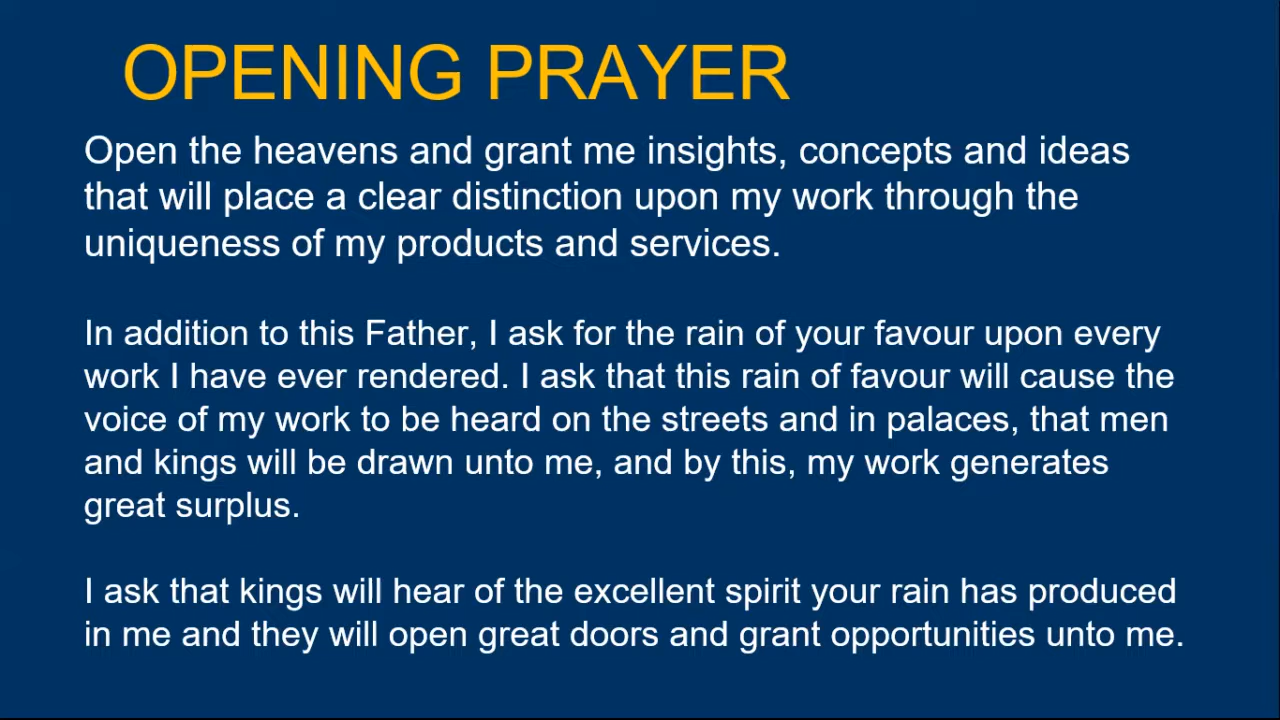 OPENING PRAYER
Open the heavens and grant me insights, concepts and ideas
that will place a clear distinction upon my work through the
uniqueness of my products and services.
In addition to this Father, I ask for the rain of your favour upon every
work I have ever rendered. I ask that this rain of favour will cause the
voice of my work to be heard on the streets and in palaces, that men
and kings will be drawn unto me, and by this, my work generates
great surplus.
I ask that kings will hear of the excellent spirit your rain has produced
in me and they will open great doors and grant opportunities unto me.